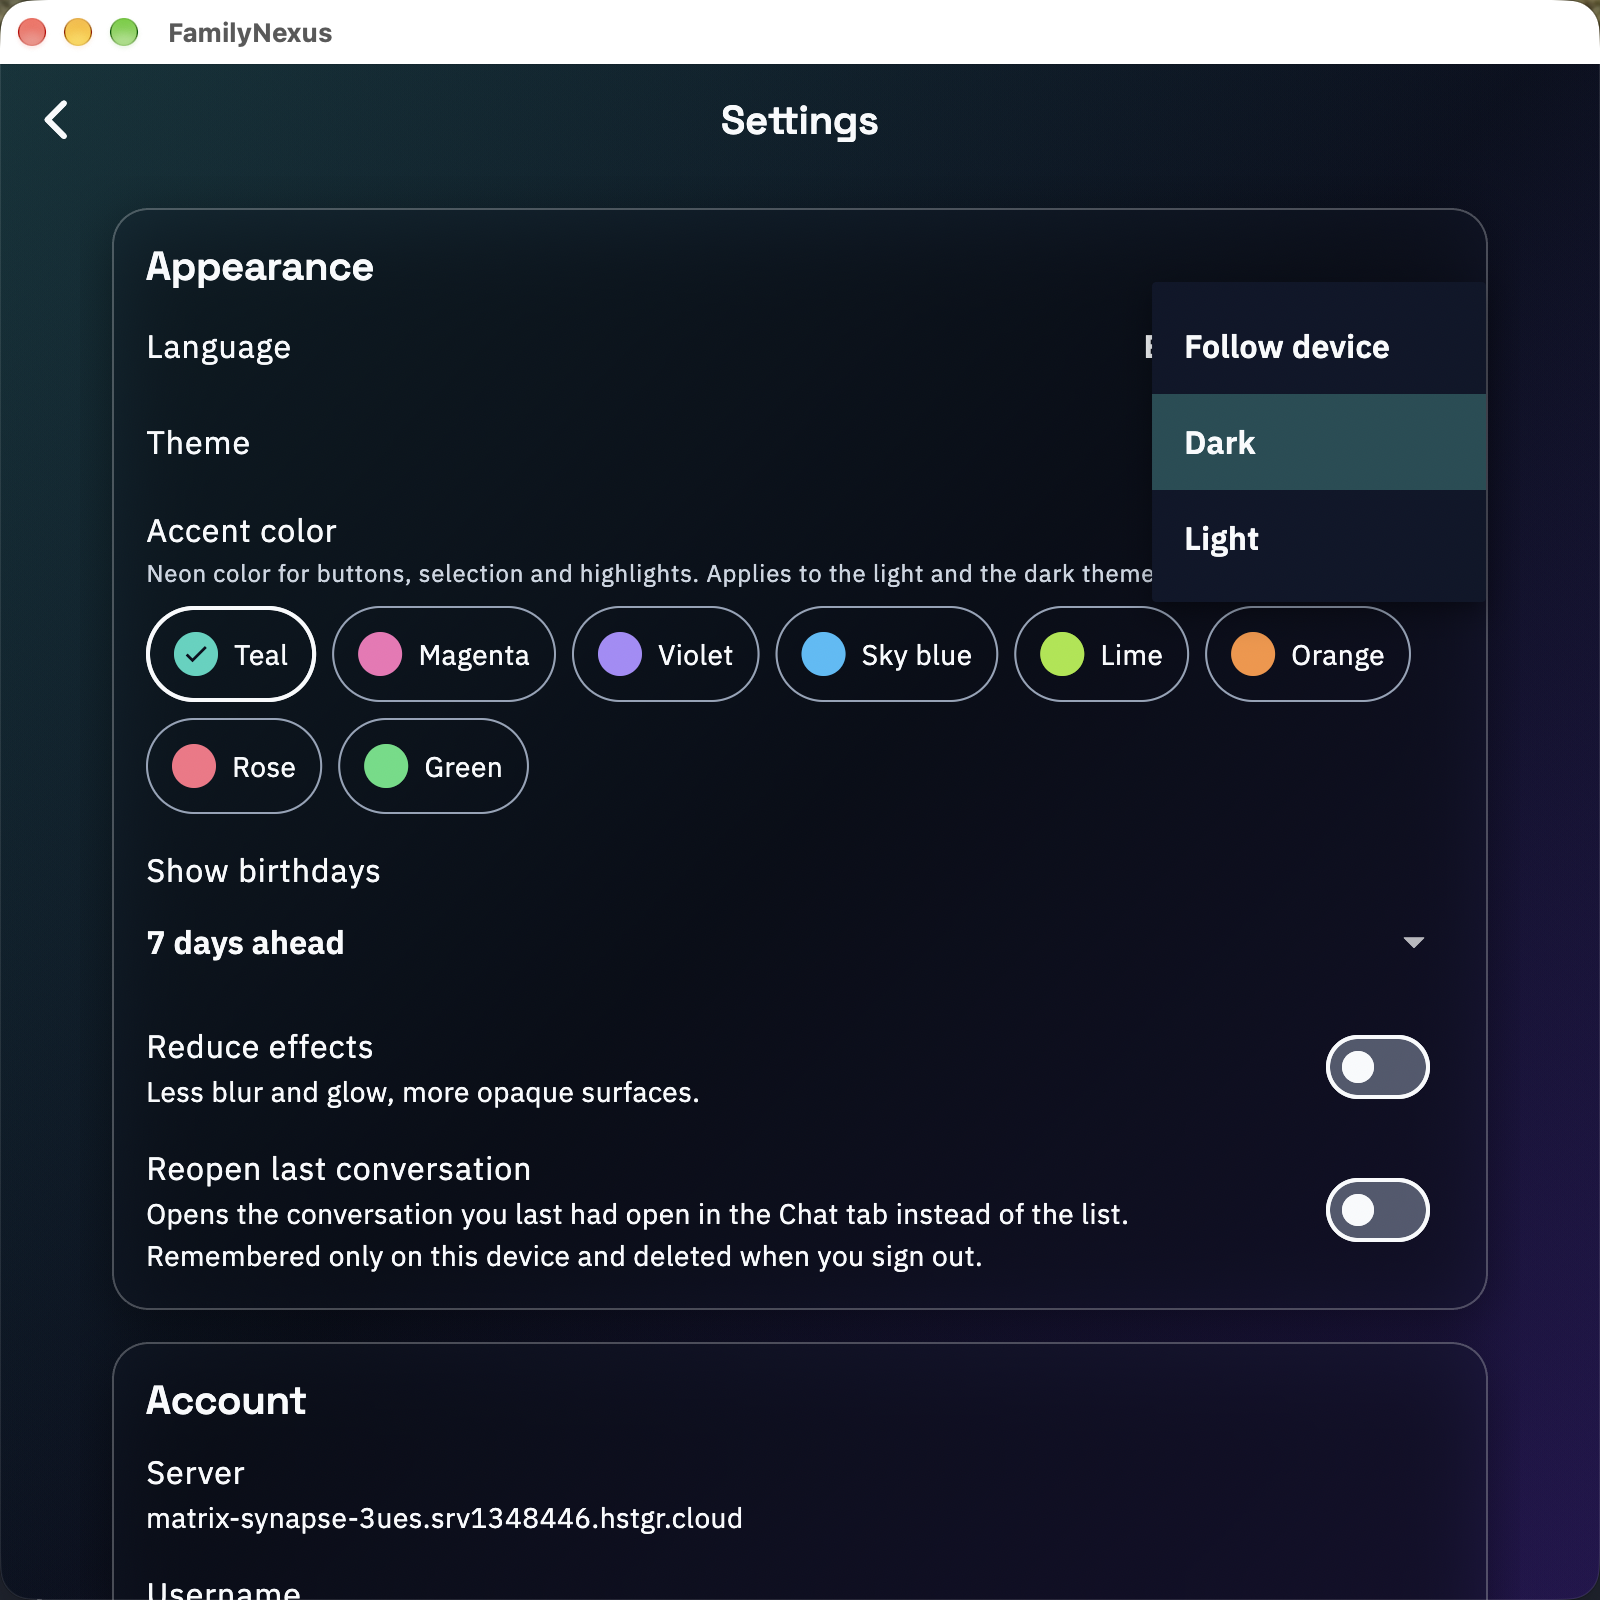 FamilyNexus
Settings
Appearance
Language
Follow device
Theme
Dark
Light
Accent color
Neon color for buttons, selection and highlights. Applies to the light and the dark theme
Teal
Magenta
Violet
Sky blue
Lime
Orange
Rose
Green
Show birthdays
7 days ahead
Reduce effects
Less blur and glow, more opaque surfaces.
Reopen last conversation
Opens the conversation you last had open in the Chat tab instead of the list.
Remembered only on this device and deleted when you sign out.
Account
Server
matrix-synapse-3ues.srv1348446.hstgr.cloud
Username